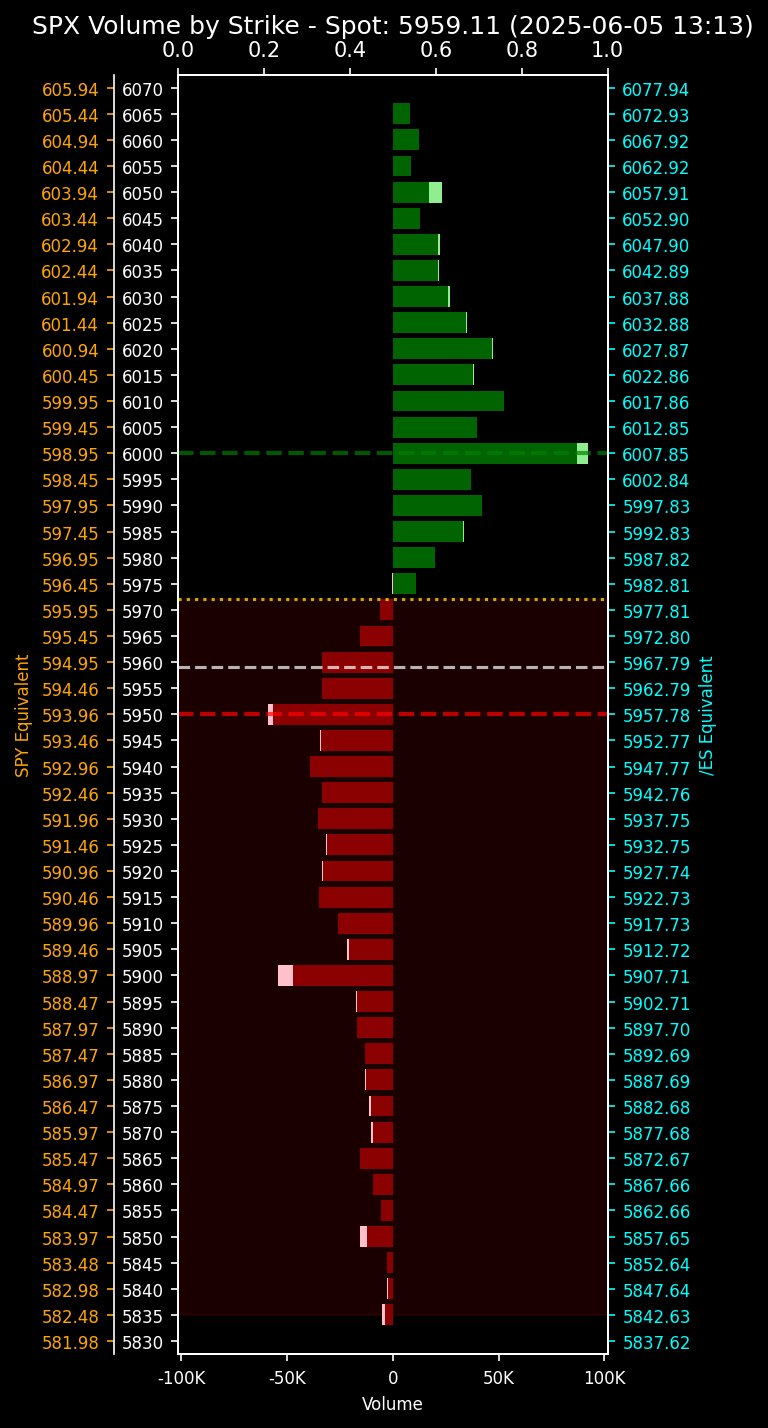 SPX Volume by Strike - Spot: 5959.11 (2025-06-05 13:13)
0.0 0.2 0.4 0.6 0.8 1.0
605.94 6070 6077.94
605.44 6065 6072.93
604.94 6060 6067.92
604.44 6055 6062.92
603.94 6050 6057.91
603.44 6045 6052.90
602.94 6040 6047.90
602.44 6035 6042.89
601.94 6030 6037.88
601.44 6025 6032.88
600.94 6020 6027.87
600.45 6015 6022.86
599.95 6010 6017.86
599.45 6005 6012.85
598.95 6000 6007.85
598.45 5995 6002.84
597.95 5990 5997.83
597.45 5985 5992.83
596.95 5980 5987.82
596.45 5975 5982.81
595.95 5970 5977.81
595.45 5965 5972.80
594.95 5960 5967.79
594.46 5955 5962.79
593.96 5950 5957.78
593.46 5945 5952.77
592.96 5940 5947.77
592.46 5935 5942.76
591.96 5930 5937.75
591.46 5925 5932.75
590.96 5920 5927.74
590.46 5915 5922.73
589.96 5910 5917.73
589.46 5905 5912.72
588.97 5900 5907.71
588.47 5895 5902.71
587.97 5890 5897.70
587.47 5885 5892.69
586.97 5880 5887.69
586.47 5875 5882.68
585.97 5870 5877.68
585.47 5865 5872.67
584.97 5860 5867.66
584.47 5855 5862.66
583.97 5850 5857.65
583.48 5845 5852.64
582.98 5840 5847.64
582.48 5835 5842.63
581.98 5830 5837.62
SPY Equivalent
/ES Equivalent
-100K -50K 0 50K 100K
Volume